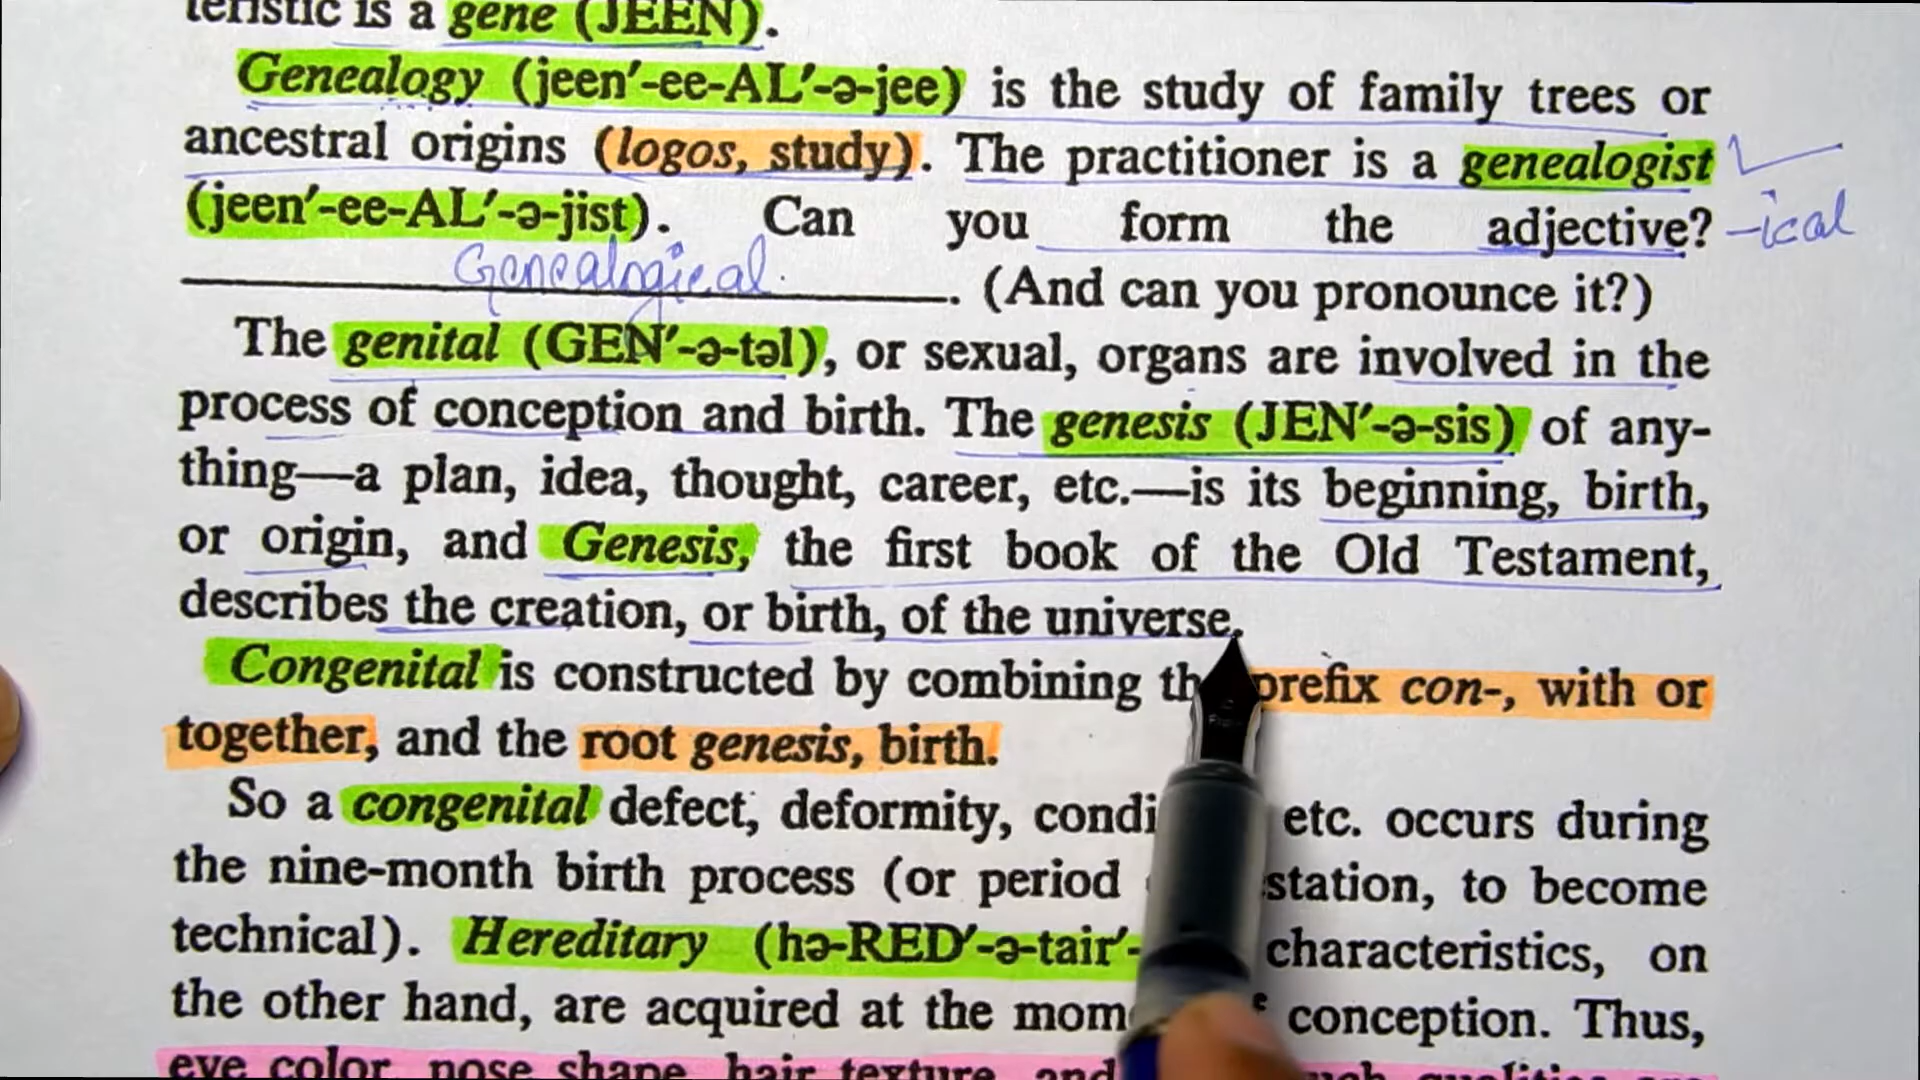 teristic is a gene (JEEN).
Genealogy (jeen′-ee-AL′-ə-jee) is the study of family trees or
ancestral origins (logos, study). The practitioner is a genealogist
(jeen′-ee-AL′-ə-jist). Can you form the adjective? -ical
Genealogical.
. (And can you pronounce it?)
The genital (GEN′-ə-təl), or sexual, organs are involved in the
process of conception and birth. The genesis (JEN′-ə-sis) of any-
thing—a plan, idea, thought, career, etc.—is its beginning, birth,
or origin, and Genesis, the first book of the Old Testament,
describes the creation, or birth, of the universe.
Congenital is constructed by combining prefix con-, with or
together, and the root genesis, birth.
So a congenital defect, deformity, etc. occurs during
the nine-month birth process (or period to become
technical). Hereditary (hə-RED′-ə-tair′- characteristics, on
the other hand, are acquired at the conception. Thus,
eye color, nose shape, hair texture, and